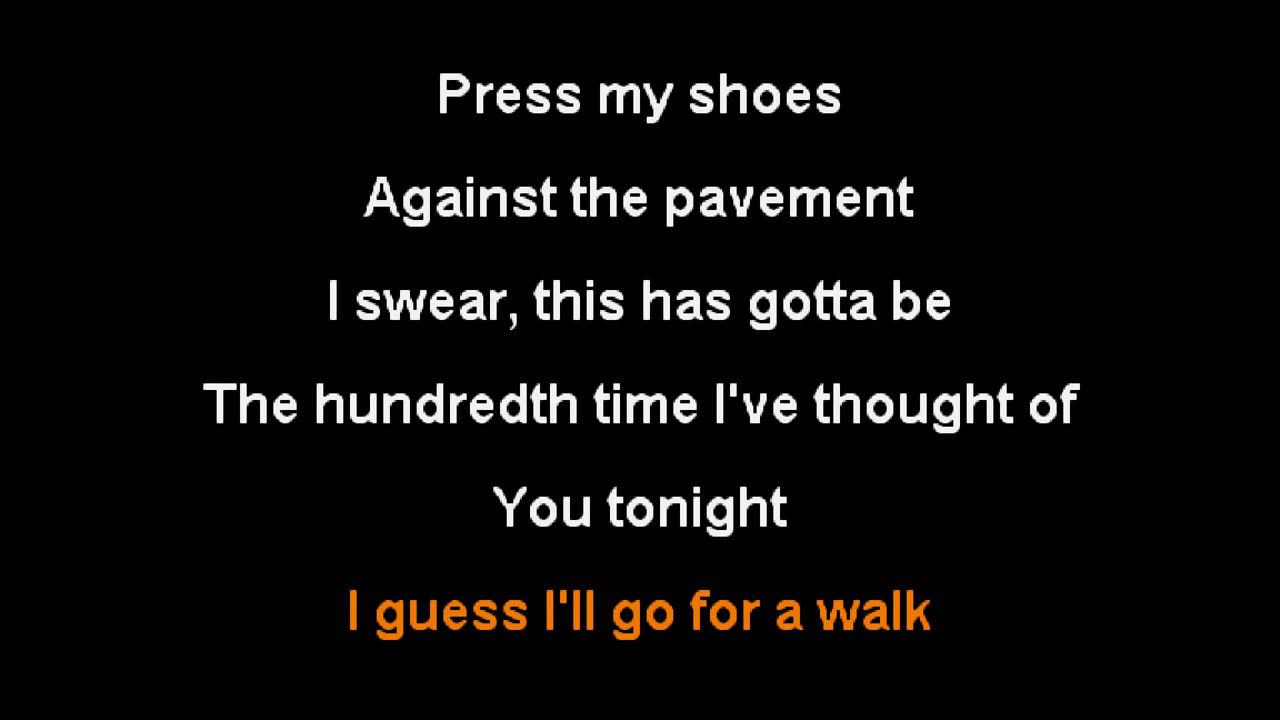 Press my shoes
Against the pavement
I swear, this has gotta be
The hundredth time I've thought of
You tonight
I guess I'll go for a walk